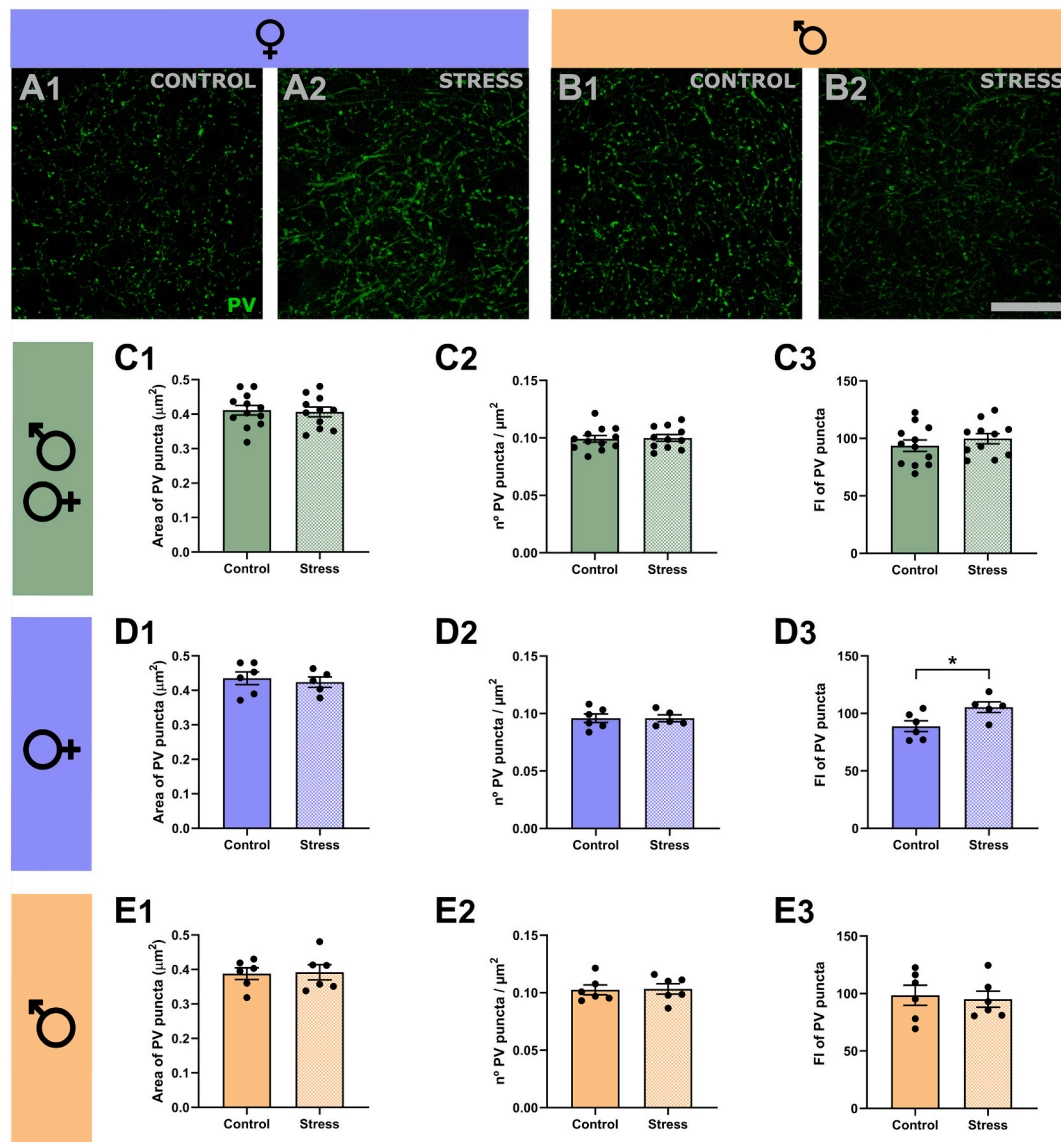 ♀ ♂
A1 CONTROL A2 STRESS B1 CONTROL B2 STRESS
PV
C1 C2 C3
Area of PV puncta (μm²)
0.5
0.4
0.3
0.2
0.1
0.0
Control Stress
nº PV puncta / μm²
0.15
0.10
0.05
0.00
Control Stress
FI of PV puncta
150
100
50
0
Control Stress
D1 D2 D3
Area of PV puncta (μm²)
0.5
0.4
0.3
0.2
0.1
0.0
Control Stress
nº PV puncta / μm²
0.15
0.10
0.05
0.00
Control Stress
FI of PV puncta
150
100
50
0
*
Control Stress
E1 E2 E3
Area of PV puncta (μm²)
0.5
0.4
0.3
0.2
0.1
0.0
Control Stress
nº PV puncta / μm²
0.15
0.10
0.05
0.00
Control Stress
FI of PV puncta
150
100
50
0
Control Stress